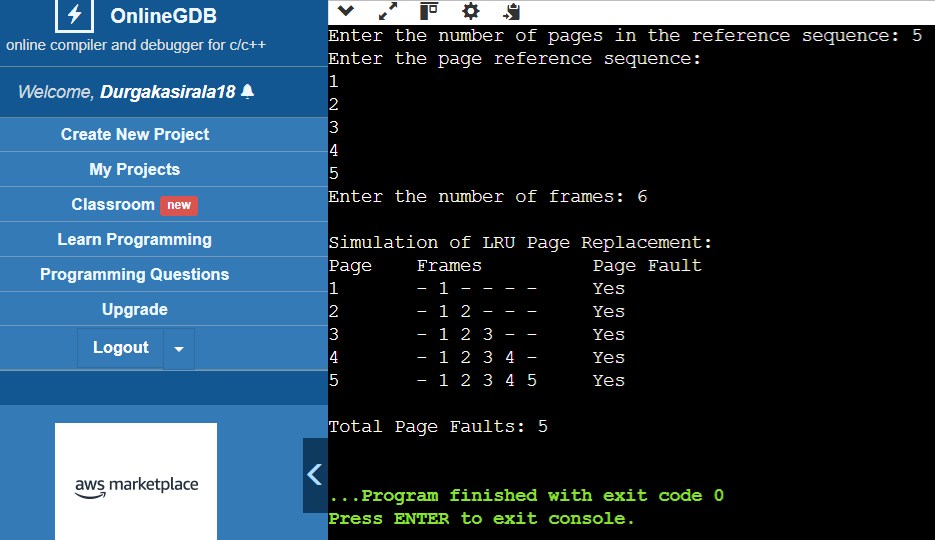 OnlineGDB
online compiler and debugger for c/c++
Welcome, Durgakasirala18
Create New Project
My Projects
Classroom new
Learn Programming
Programming Questions
Upgrade
Logout
aws marketplace
Enter the number of pages in the reference sequence: 5
Enter the page reference sequence:
1
2
3
4
5
Enter the number of frames: 6
Simulation of LRU Page Replacement:
Page    Frames          Page Fault
1       - 1 - - - -     Yes
2       - 1 2 - - -     Yes
3       - 1 2 3 - -     Yes
4       - 1 2 3 4 -     Yes
5       - 1 2 3 4 5     Yes
Total Page Faults: 5
...Program finished with exit code 0
Press ENTER to exit console.